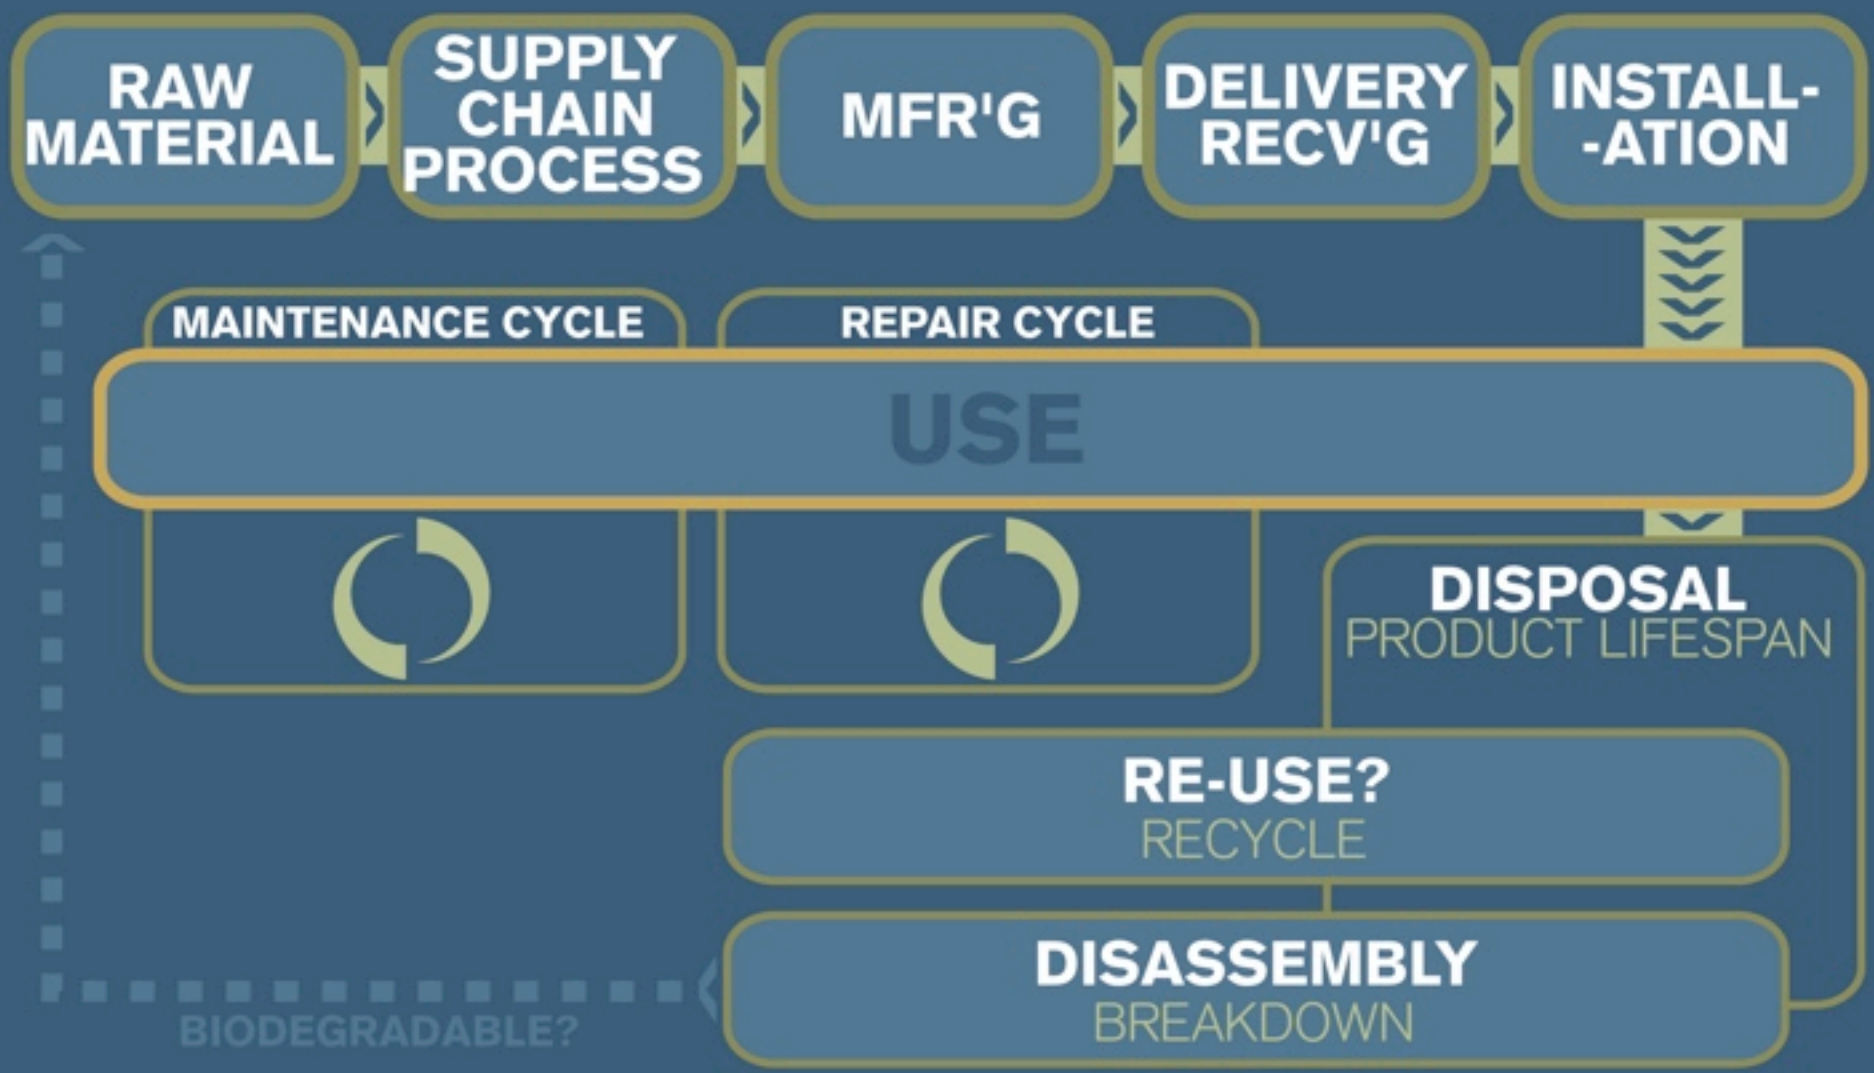 RAW
MATERIAL
SUPPLY
CHAIN
PROCESS
MFR'G
DELIVERY
RECV'G
INSTALL-
-ATION
MAINTENANCE CYCLE
REPAIR CYCLE
USE
DISPOSAL
PRODUCT LIFESPAN
RE-USE?
RECYCLE
DISASSEMBLY
BREAKDOWN
BIODEGRADABLE?